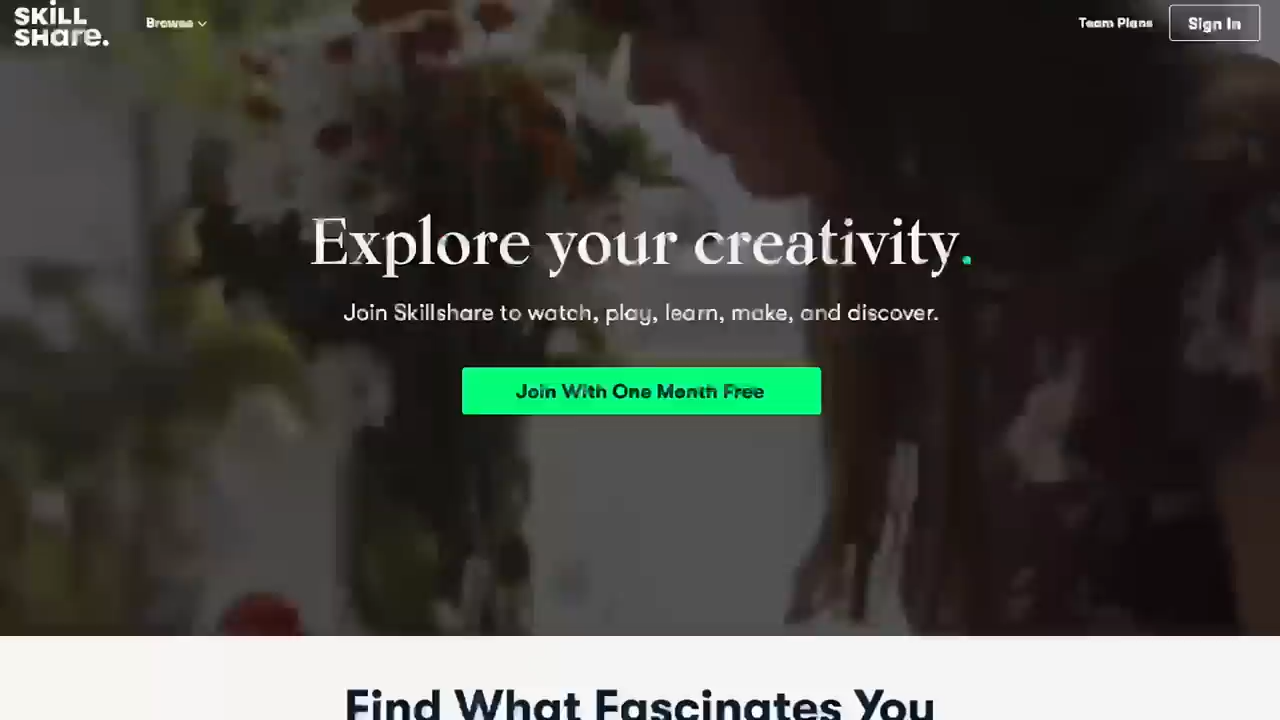 SKILL
SHare.
Browse
Team Plans
Sign In
Explore your creativity.
Join Skillshare to watch, play, learn, make, and discover.
Join With One Month Free
Find What Fascinates You